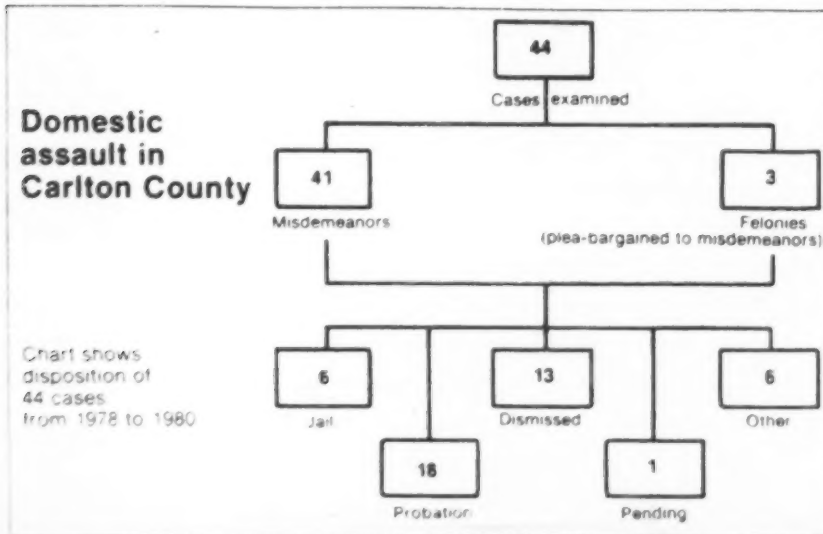 44
Cases examined
Domestic
assault in
Carlton County
41
Misdemeanors
3
Felonies
(plea-bargained to misdemeanors)
Chart shows
disposition of
44 cases
from 1978 to 1980
6
Jail
13
Dismissed
6
Other
18
Probation
1
Pending